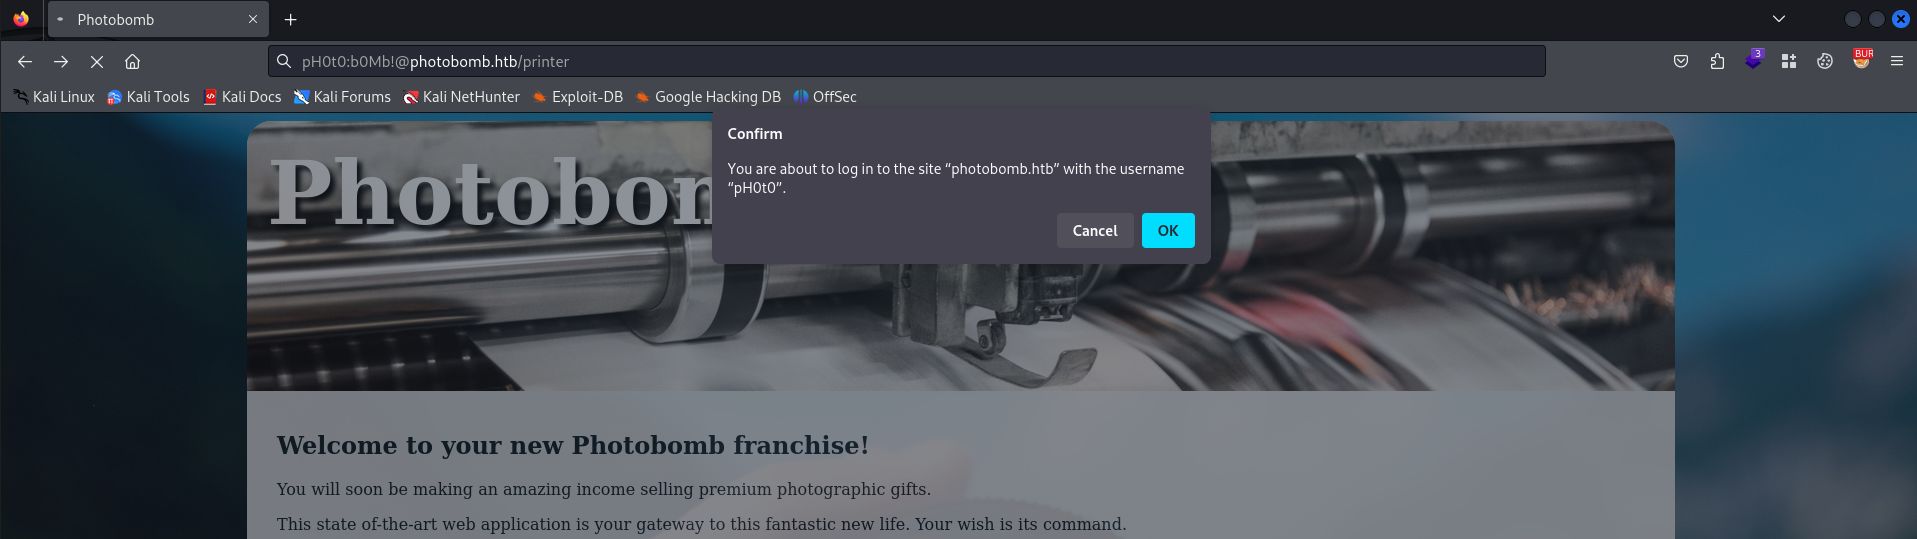 Photobomb
pH0t0:b0Mb!@photobomb.htb/printer
3
BUR
Kali Linux Kali Tools Kali Docs Kali Forums Kali NetHunter Exploit-DB Google Hacking DB OffSec
Confirm
You are about to log in to the site “photobomb.htb” with the username
“pH0t0”.
Cancel OK
Welcome to your new Photobomb franchise!
You will soon be making an amazing income selling premium photographic gifts.
This state of-the-art web application is your gateway to this fantastic new life. Your wish is its command.